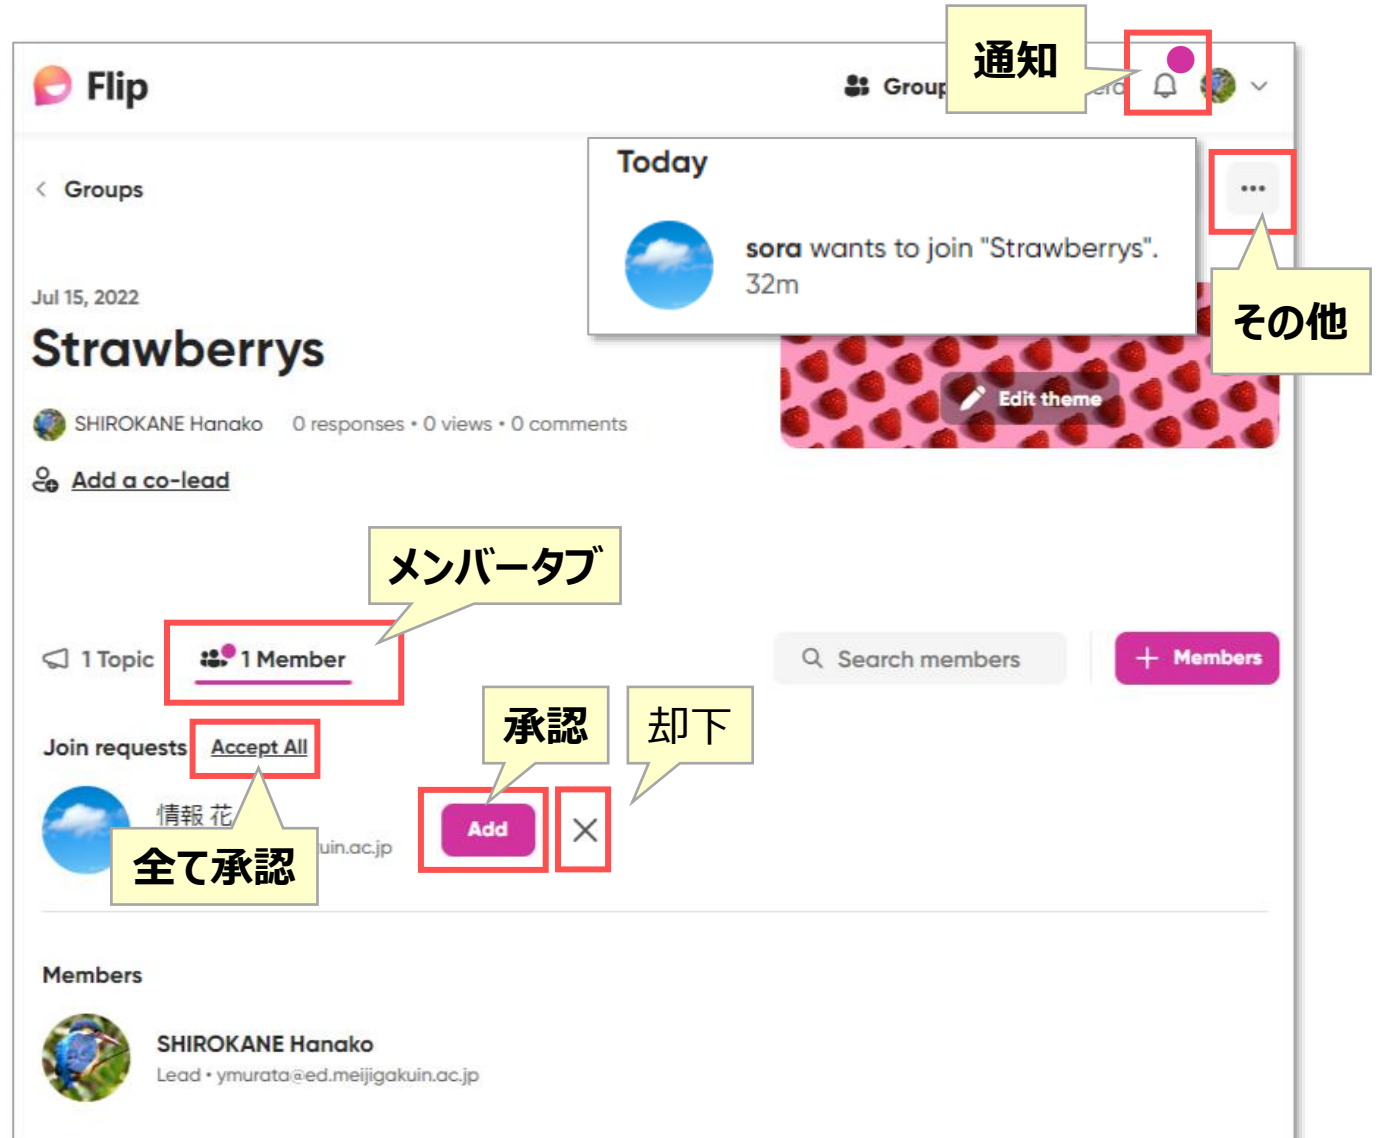 通知
Flip
Today
Groups
sora wants to join "Strawberrys".
32m
その他
Jul 15, 2022
Strawberrys
Edit theme
SHIROKANE Hanako 0 responses • 0 views • 0 comments
Add a co-lead
メンバータブ
1 Topic 1 Member Search members + Members
承認 却下
Join requests Accept All
情報 花
Add
全て承認
uin.ac.jp
Members
SHIROKANE Hanako
Lead • ymurata@ed.meijigakuin.ac.jp